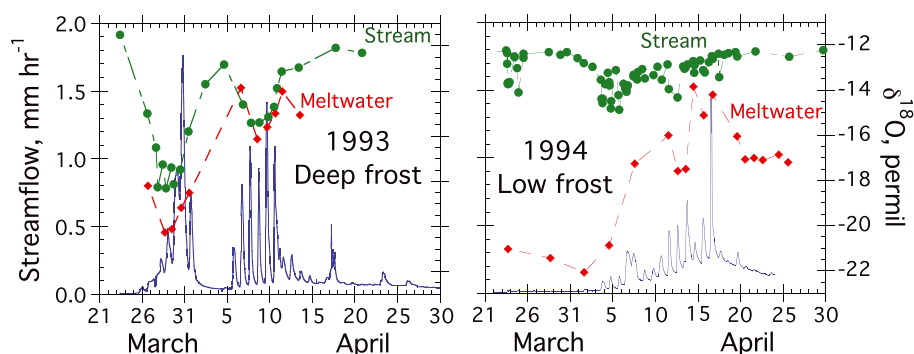 2.0
1.5
1.0
0.5
0.0
Streamflow, mm hr-1
Stream
Meltwater
1993
Deep frost
21 26 31 5 10 15 20 25 30
March April
Stream
Meltwater
1994
Low frost
21 26 31 5 10 15 20 25 30
March April
-12
-14
-16
-18
-20
-22
δ18O, permil